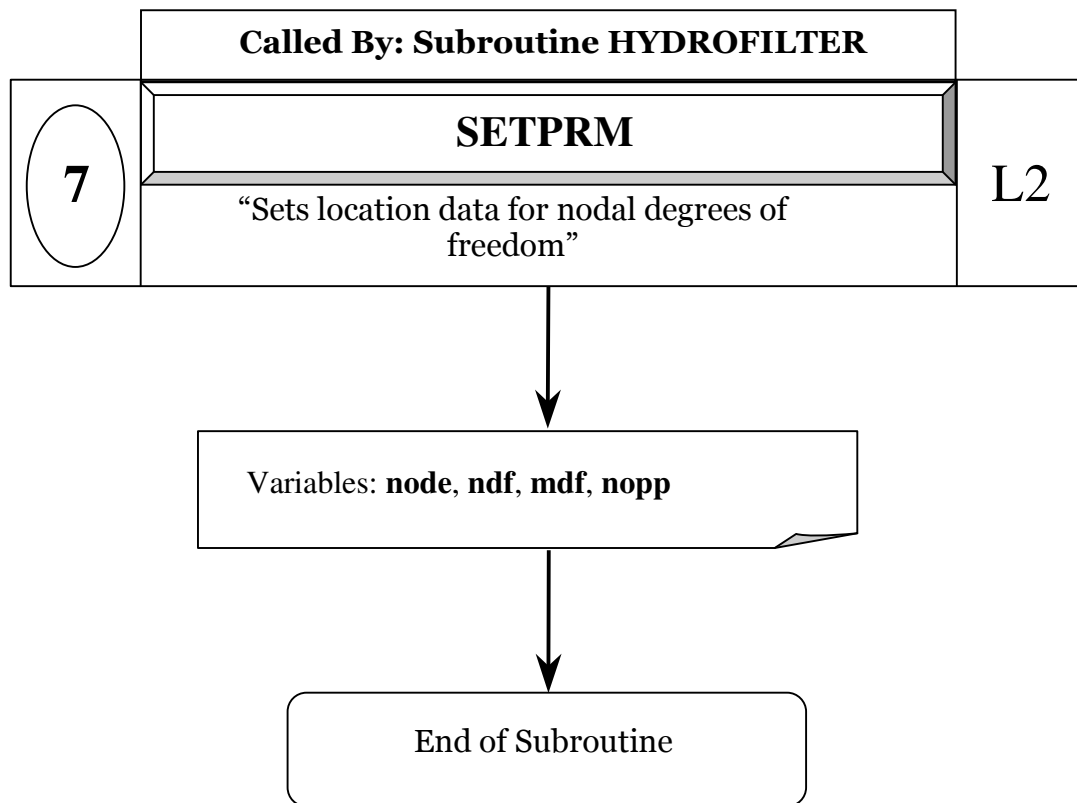 Called By: Subroutine HYDROFILTER
SETPRM
7
L2
“Sets location data for nodal degrees of
freedom”
Variables: node, ndf, mdf, nopp
End of Subroutine